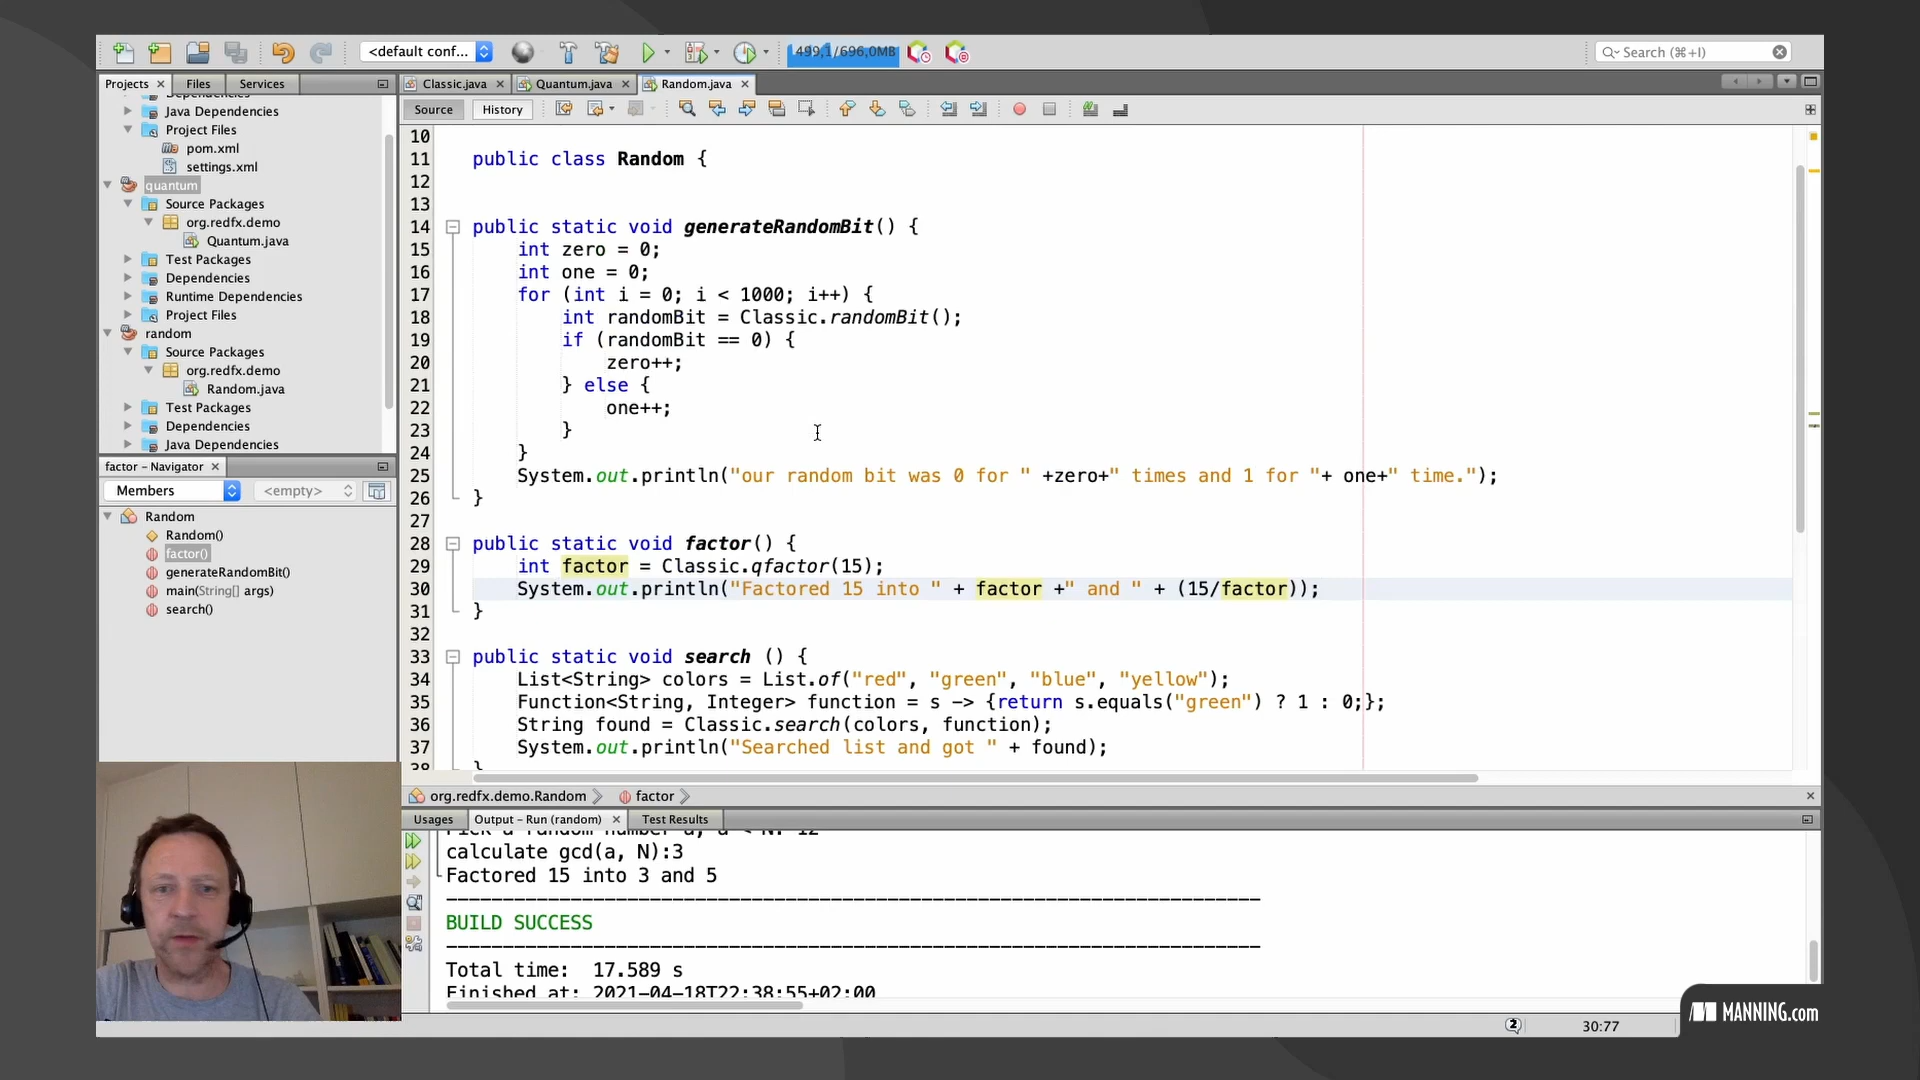 <default conf...
499,1/696,0MB
Search (⌘+I)
Projects
Files
Services
Classic.java
Quantum.java
Random.java
Source
History
Dependencies
Java Dependencies
Project Files
pom.xml
settings.xml
quantum
Source Packages
org.redfx.demo
Quantum.java
Test Packages
Dependencies
Runtime Dependencies
Project Files
random
Source Packages
org.redfx.demo
Random.java
Test Packages
Dependencies
Java Dependencies
factor - Navigator
Members
<empty>
Random
Random()
factor()
generateRandomBit()
main(String[] args)
search()
10
11 public class Random {
12
13
14 public static void generateRandomBit() {
15 int zero = 0;
16 int one = 0;
17 for (int i = 0; i < 1000; i++) {
18 int randomBit = Classic.randomBit();
19 if (randomBit == 0) {
20 zero++;
21 } else {
22 one++;
23 }
24 }
25 System.out.println("our random bit was 0 for " +zero+" times and 1 for "+ one+" time.");
26 }
27
28 public static void factor() {
29 int factor = Classic.qfactor(15);
30 System.out.println("Factored 15 into " + factor +" and " + (15/factor));
31 }
32
33 public static void search () {
34 List<String> colors = List.of("red", "green", "blue", "yellow");
35 Function<String, Integer> function = s -> {return s.equals("green") ? 1 : 0;};
36 String found = Classic.search(colors, function);
37 System.out.println("Searched list and got " + found);
38 }
org.redfx.demo.Random
factor
Usages
Output - Run (random)
Test Results
Pick a random number a, a < N: 12
calculate gcd(a, N):3
Factored 15 into 3 and 5
------------------------------------------------------------------------
BUILD SUCCESS
------------------------------------------------------------------------
Total time: 17.589 s
Finished at: 2021-04-18T22:38:55+02:00
2
30:77
MANNING.com